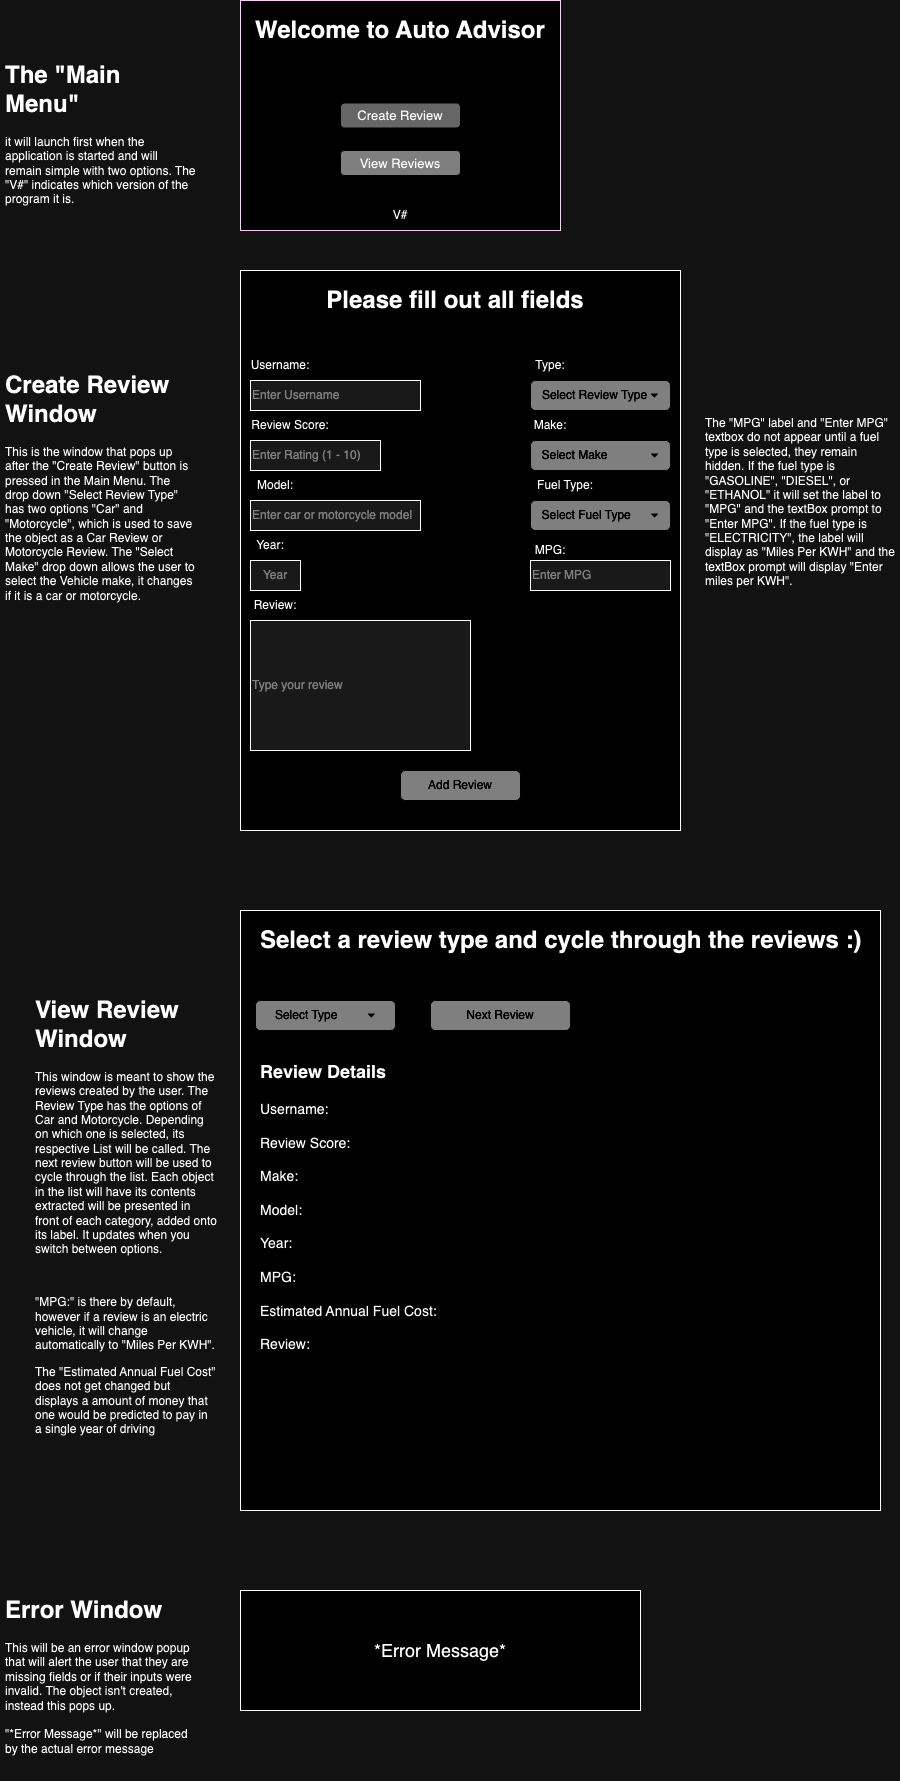 Welcome to Auto Advisor
The "Main
Menu"
it will launch first when the
application is started and will
remain simple with two options. The
"V#" indicates which version of the
program it is.
Create Review
View Reviews
V#
Please fill out all fields
Create Review
Window
This is the window that pops up
after the "Create Review" button is
pressed in the Main Menu. The
drop down "Select Review Type"
has two options "Car" and
"Motorcycle", which is used to save
the object as a Car Review or
Motorcycle Review. The "Select
Make" drop down allows the user to
select the Vehicle make, it changes
if it is a car or motorcycle.
Username:
Enter Username
Review Score:
Enter Rating (1 - 10)
Model:
Enter car or motorcycle model
Year:
Year
Review:
Type your review
Type:
Select Review Type
Make:
Select Make
Fuel Type:
Select Fuel Type
MPG:
Enter MPG
Add Review
The "MPG" label and "Enter MPG"
textbox do not appear until a fuel
type is selected, they remain
hidden. If the fuel type is
"GASOLINE", "DIESEL", or
"ETHANOL" it will set the label to
"MPG" and the textBox prompt to
"Enter MPG". If the fuel type is
"ELECTRICITY", the label will
display as "Miles Per KWH" and the
textBox prompt will display "Enter
miles per KWH".
Select a review type and cycle through the reviews :)
View Review
Window
This window is meant to show the
reviews created by the user. The
Review Type has the options of
Car and Motorcycle. Depending
on which one is selected, its
respective List will be called. The
next review button will be used to
cycle through the list. Each object
in the list will have its contents
extracted will be presented in
front of each category, added onto
its label. It updates when you
switch between options.
"MPG:" is there by default,
however if a review is an electric
vehicle, it will change
automatically to "Miles Per KWH".
The "Estimated Annual Fuel Cost"
does not get changed but
displays a amount of money that
one would be predicted to pay in
a single year of driving
Select Type
Next Review
Review Details
Username:
Review Score:
Make:
Model:
Year:
MPG:
Estimated Annual Fuel Cost:
Review:
Error Window
This will be an error window popup
that will alert the user that they are
missing fields or if their inputs were
invalid. The object isn't created,
instead this pops up.
"*Error Message*" will be replaced
by the actual error message
*Error Message*